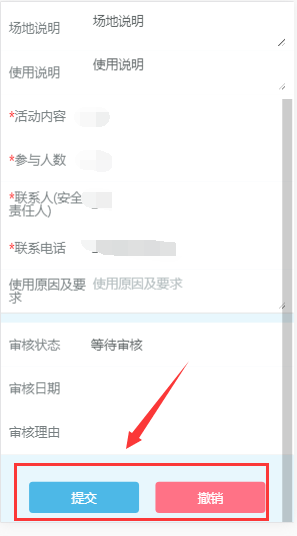 场地说明 场地说明
使用说明 使用说明
*活动内容
*参与人数
*联系人(安全
责任人)
*联系电话
使用原因及要 使用原因及要求
求
审核状态 等待审核
审核日期
审核理由
提交 撤销